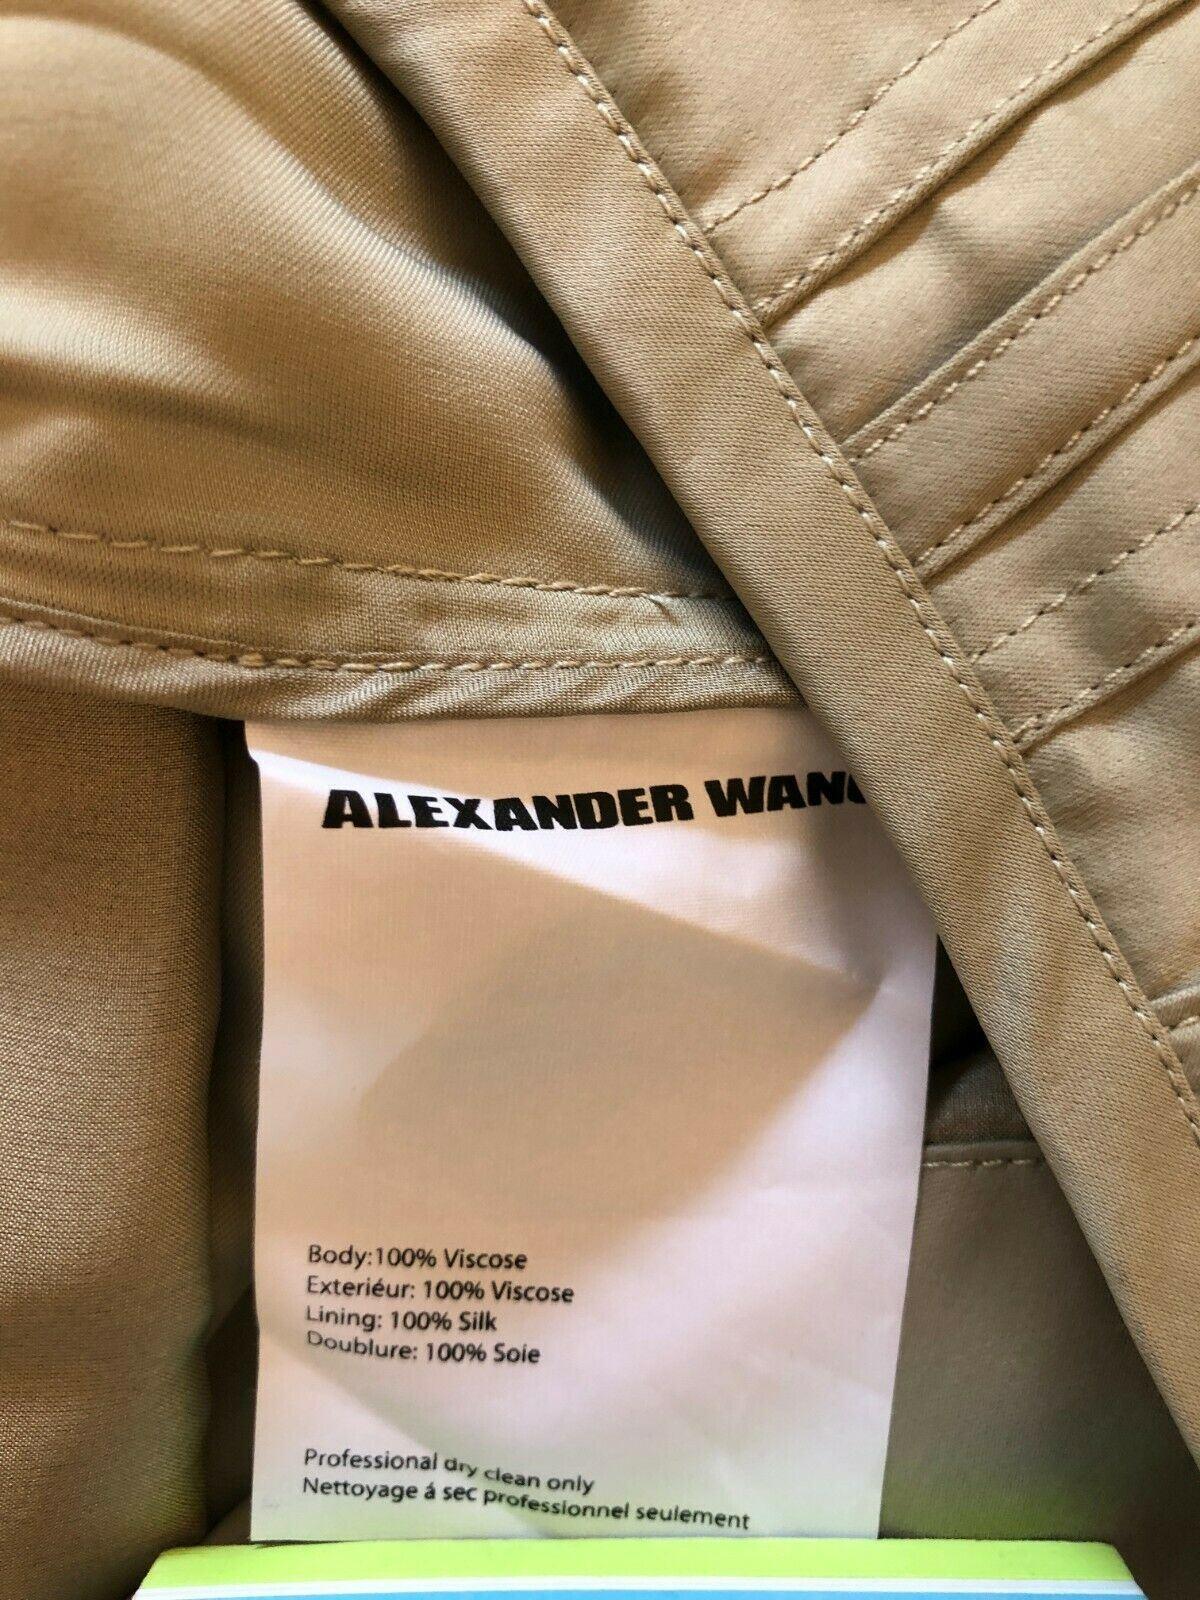 ALEXANDER WANG
Body:100% Viscose
Exteriéur: 100% Viscose
Lining: 100% Silk
Doublure: 100% Soie
Professional dry clean only
Nettoyage á sec professionnel seulement